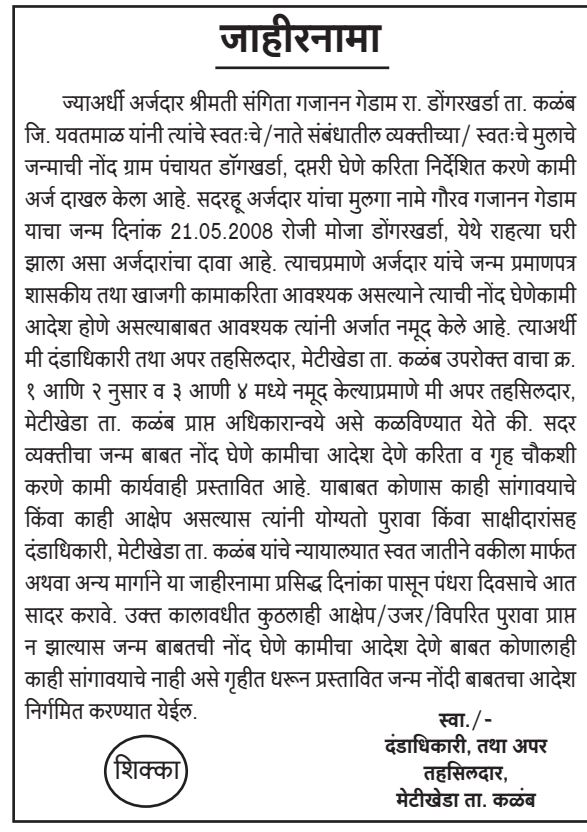 जाहीरनामा
ज्याअर्धी अर्जदार श्रीमती संगिता गजानन गेडाम रा. डोंगरखर्डा ता. कळंब
जि. यवतमाळ यांनी त्यांचे स्वतःचे/नाते संबंधातील व्यक्तीच्या/ स्वतःचे मुलाचे
जन्माची नोंद ग्राम पंचायत डॉगखर्डा, दप्तरी घेणे करिता निर्देशित करणे कामी
अर्ज दाखल केला आहे. सदरहू अर्जदार यांचा मुलगा नामे गौरव गजानन गेडाम
याचा जन्म दिनांक 21.05.2008 रोजी मोजा डोंगरखर्डा, येथे राहत्या घरी
झाला असा अर्जदारांचा दावा आहे. त्याचप्रमाणे अर्जदार यांचे जन्म प्रमाणपत्र
शासकीय तथा खाजगी कामाकरिता आवश्यक असल्याने त्याची नोंद घेणेकामी
आदेश होणे असल्याबाबत आवश्यक त्यांनी अर्जात नमूद केले आहे. त्याअर्थी
मी दंडाधिकारी तथा अपर तहसिलदार, मेटीखेडा ता. कळंब उपरोक्त वाचा क्र.
१ आणि २ नुसार व ३ आणी ४ मध्ये नमूद केल्याप्रमाणे मी अपर तहसिलदार,
मेटीखेडा ता. कळंब प्राप्त अधिकारान्वये असे कळविण्यात येते की. सदर
व्यक्तीचा जन्म बाबत नोंद घेणे कामीचा आदेश देणे करिता व गृह चौकशी
करणे कामी कार्यवाही प्रस्तावित आहे. याबाबत कोणास काही सांगावयाचे
किंवा काही आक्षेप असल्यास त्यांनी योग्यतो पुरावा किंवा साक्षीदारांसह
दंडाधिकारी, मेटीखेडा ता. कळंब यांचे न्यायालयात स्वत जातीने वकीला मार्फत
अथवा अन्य मार्गाने या जाहीरनामा प्रसिद्ध दिनांका पासून पंधरा दिवसाचे आत
सादर करावे. उक्त कालावधीत कुठलाही आक्षेप/उजर/विपरित पुरावा प्राप्त
न झाल्यास जन्म बाबतची नोंद घेणे कामीचा आदेश देणे बाबत कोणालाही
काही सांगावयाचे नाही असे गृहीत धरून प्रस्तावित जन्म नोंदी बाबतचा आदेश
निर्गमित करण्यात येईल.
स्वा./-
दंडाधिकारी, तथा अपर
तहसिलदार,
मेटीखेडा ता. कळंब
शिक्का